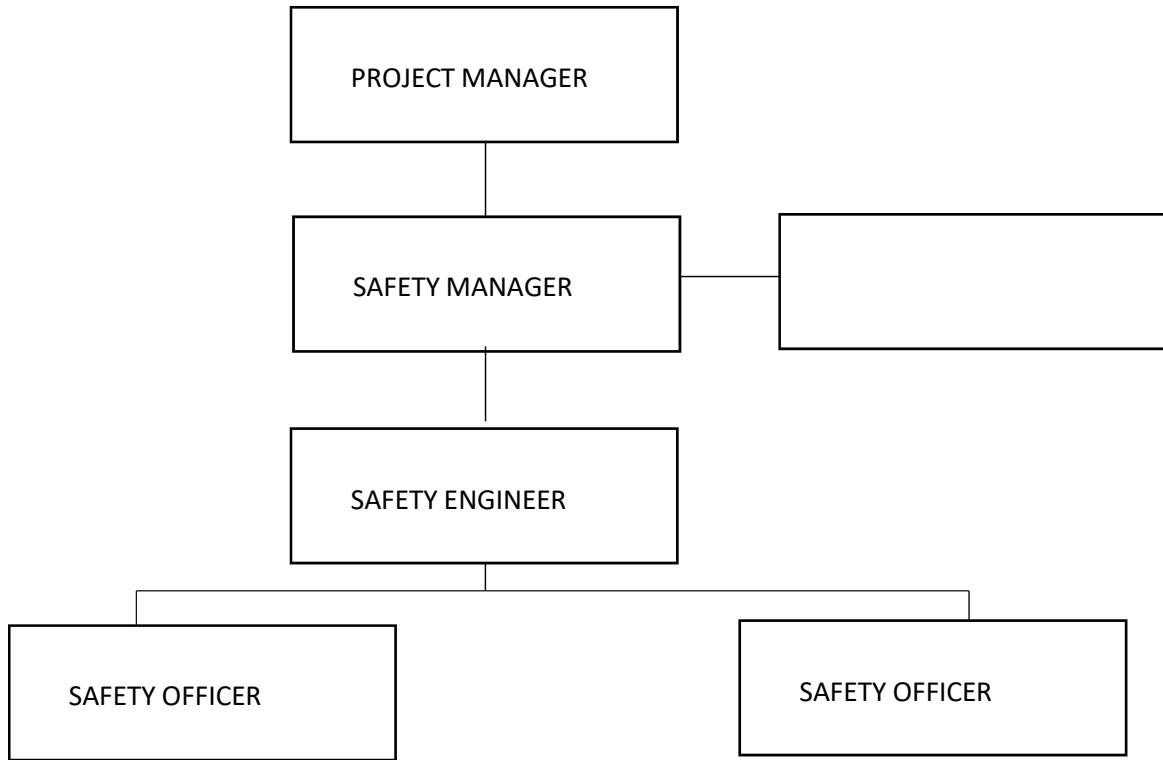 PROJECT MANAGER
SAFETY MANAGER
SAFETY ENGINEER
SAFETY OFFICER
SAFETY OFFICER